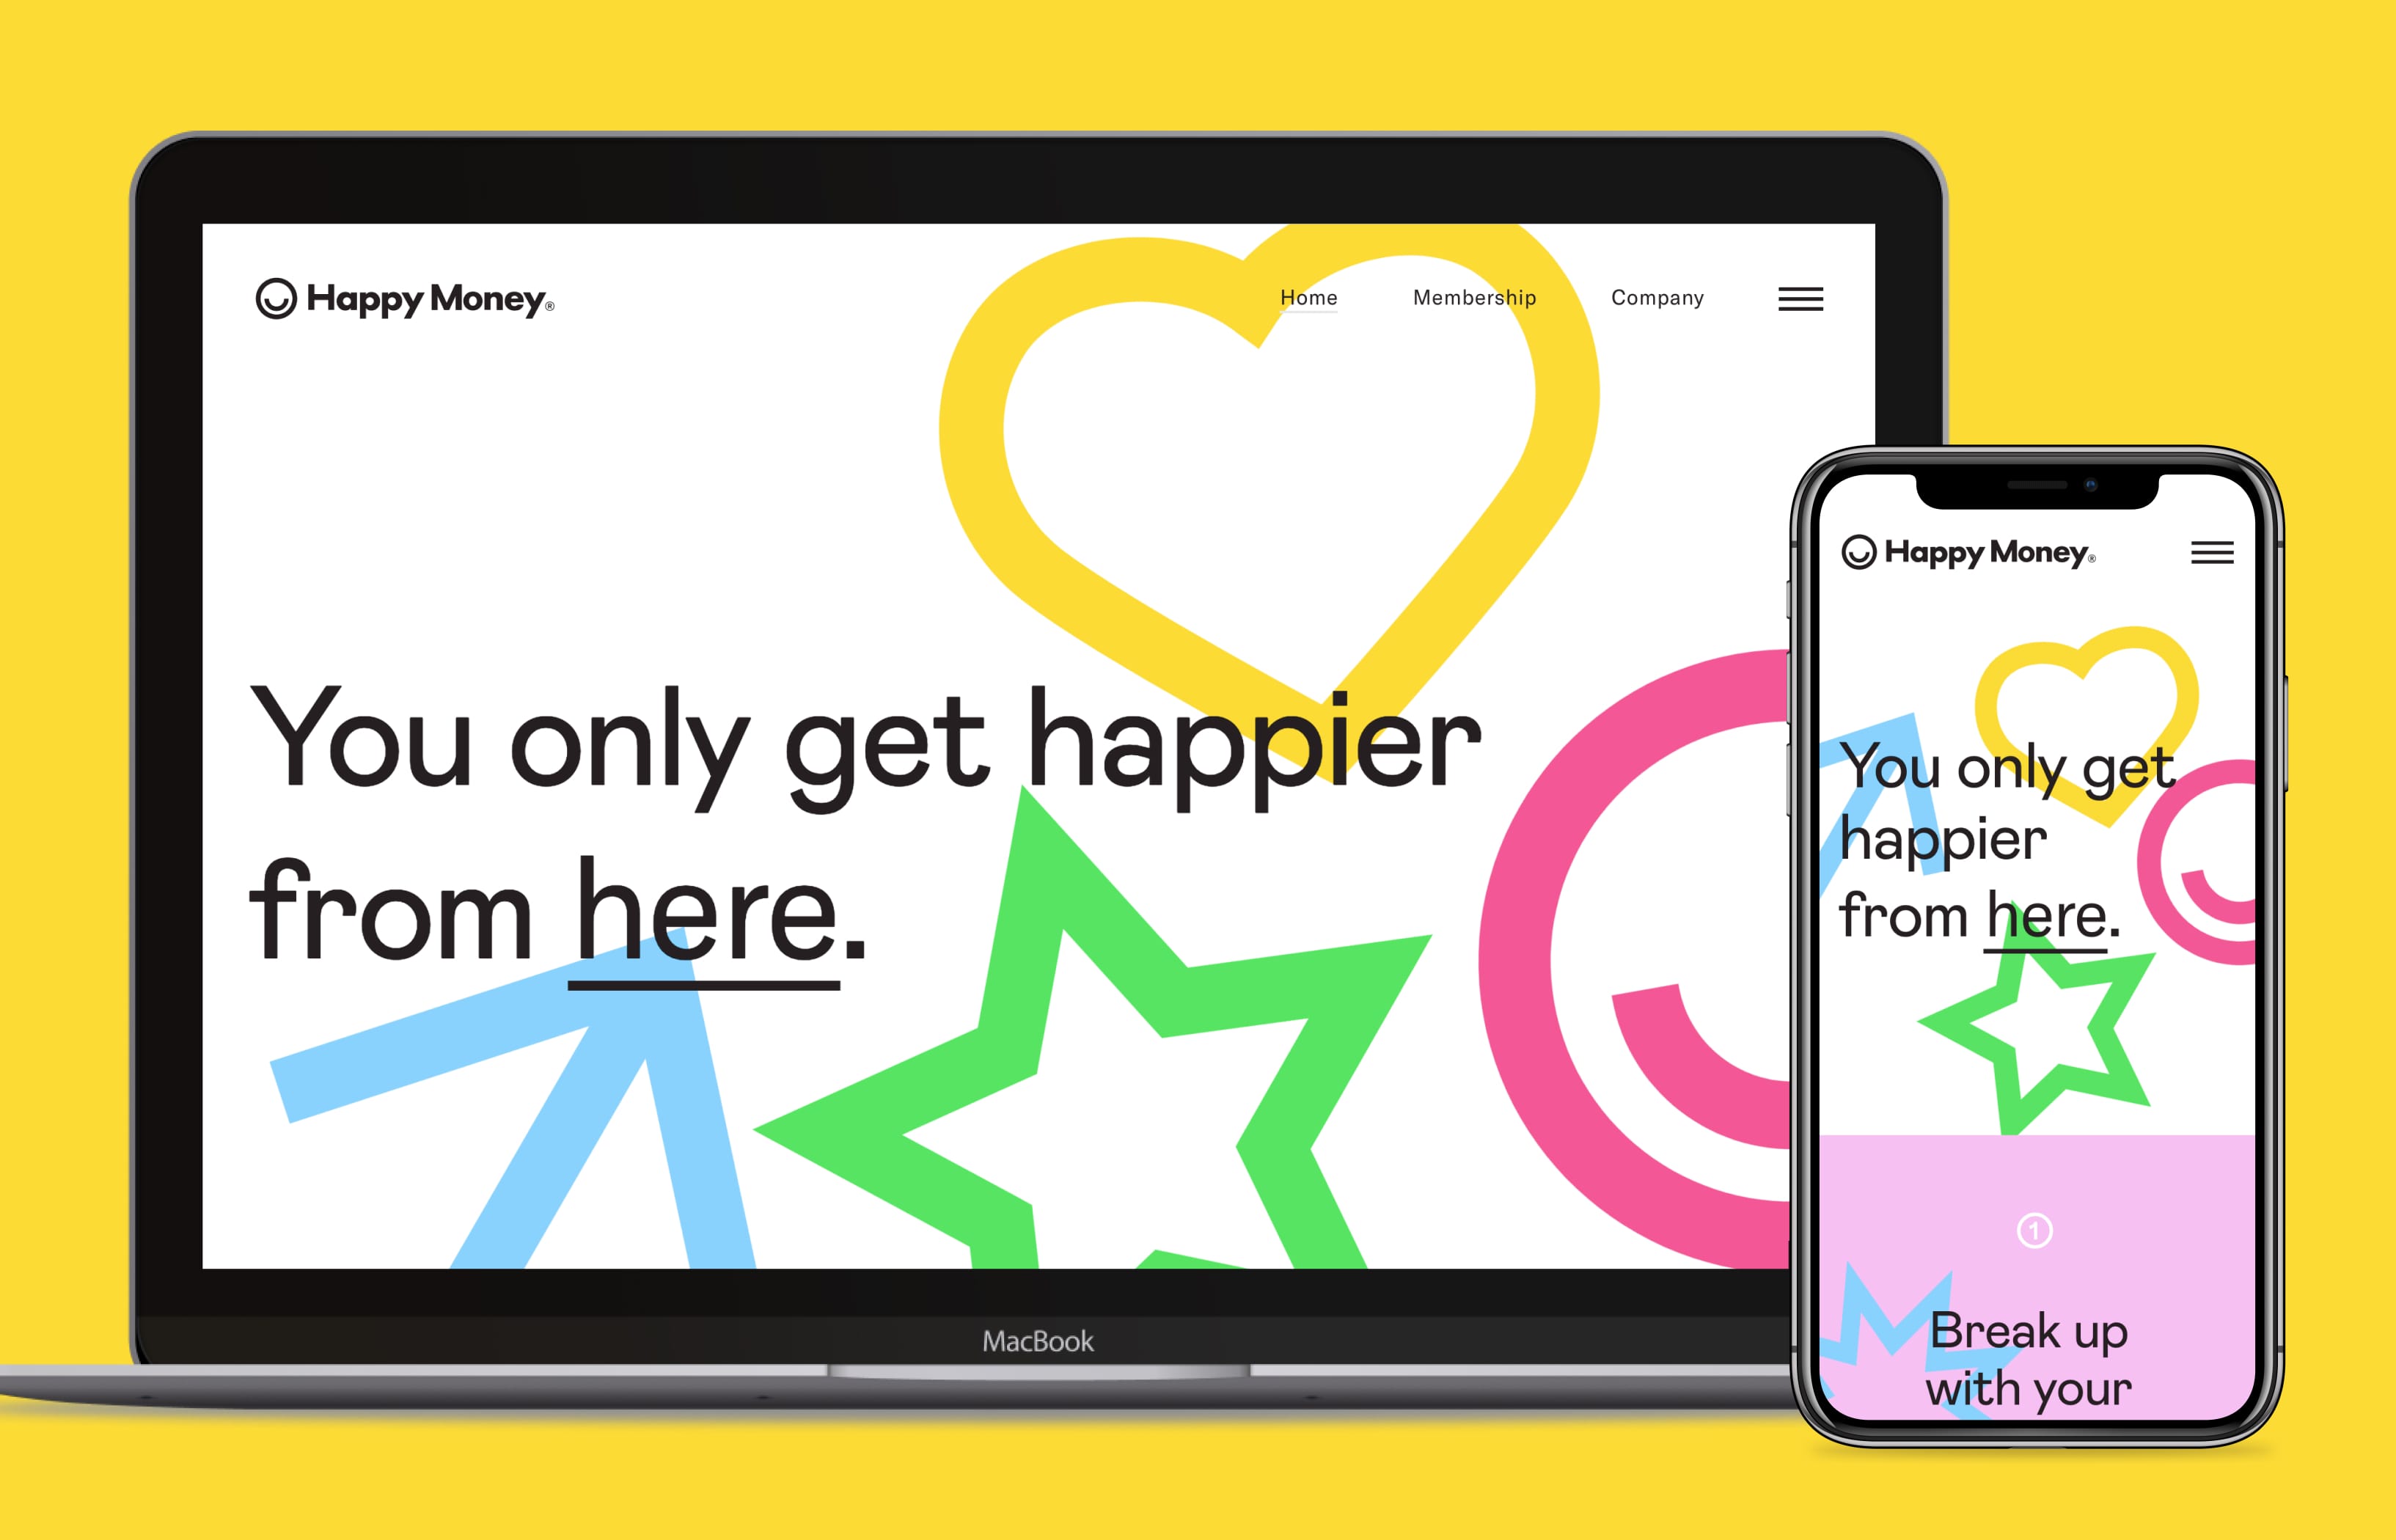 Happy Money®
Home Membership Company
You only get happier
from here.
MacBook
Happy Money®
You only get
happier
from here.
1
Break up
with your